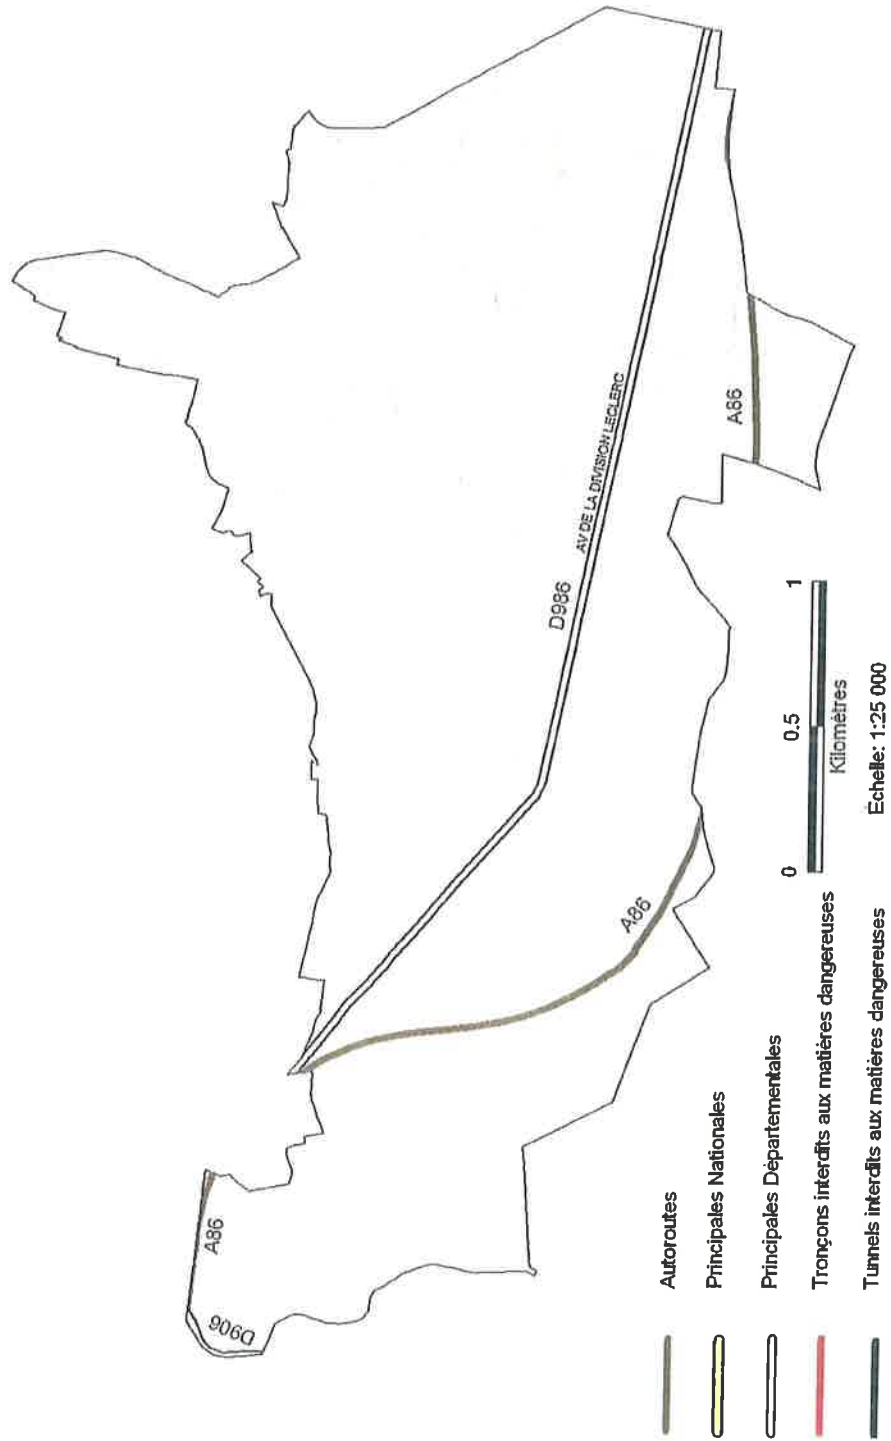 D906
A86
A86
D986
AV DE LA DIVISION LECLERC
A86
Autoroutes
Principales Nationales
Principales Départementales
Tronçons interdits aux matières dangereuses
Tunnels interdits aux matières dangereuses
0 0.5 1
Kilomètres
Echelle: 1:25 000